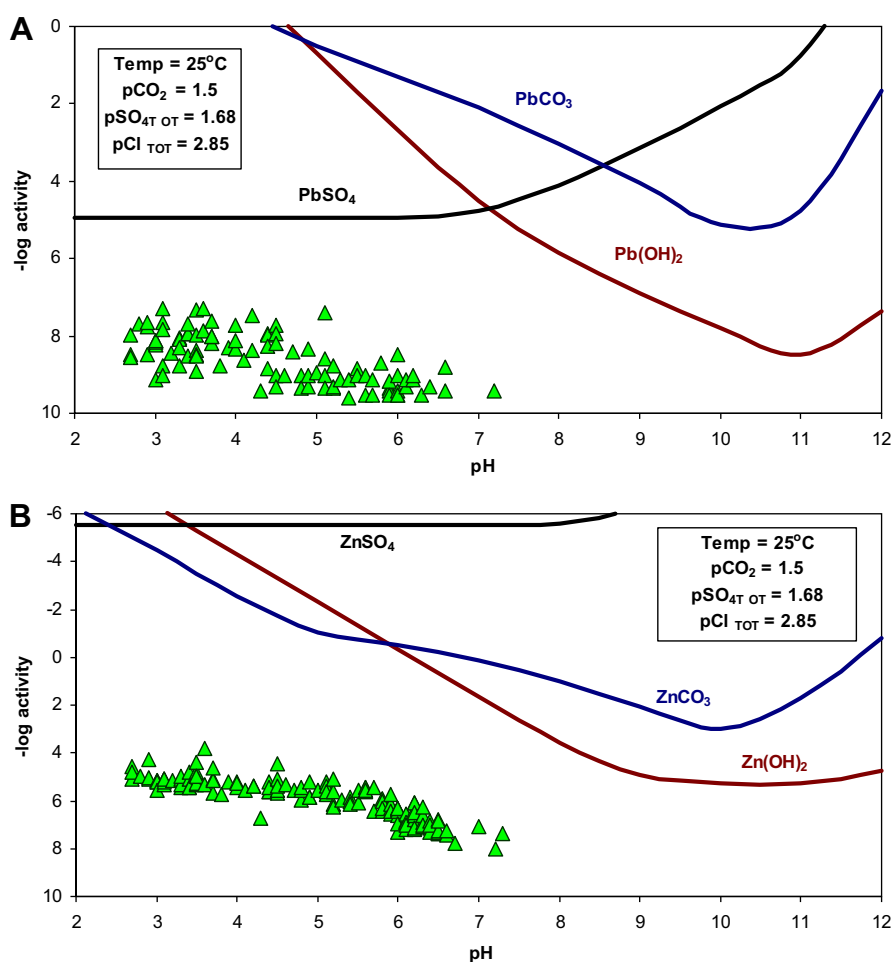 A
0
2
4
6
8
10
-log activity
Temp = 25°C
pCO₂ = 1.5
pSO₄T OT = 1.68
pCl TOT = 2.85
PbCO₃
PbSO₄
Pb(OH)₂
2 3 4 5 6 7 8 9 10 11 12
pH
B
-6
-4
-2
0
2
4
6
8
10
-log activity
ZnSO₄
Temp = 25°C
pCO₂ = 1.5
pSO₄T OT = 1.68
pCl TOT = 2.85
ZnCO₃
Zn(OH)₂
2 3 4 5 6 7 8 9 10 11 12
pH